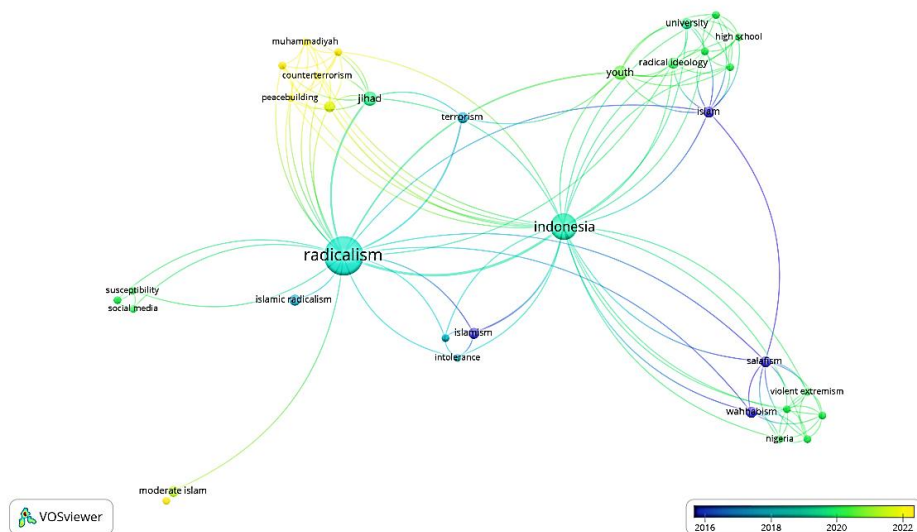 university
high school
muhammadiyah
radical ideology
youth
counterterrorism
peacebuilding
jihad
terrorism
islam
indonesia
radicalism
susceptibility
islamic radicalism
social media
islamism
intolerance
salafism
violent extremism
wahhabism
nigeria
moderate islam
VOSviewer
2016 2018 2020 2022